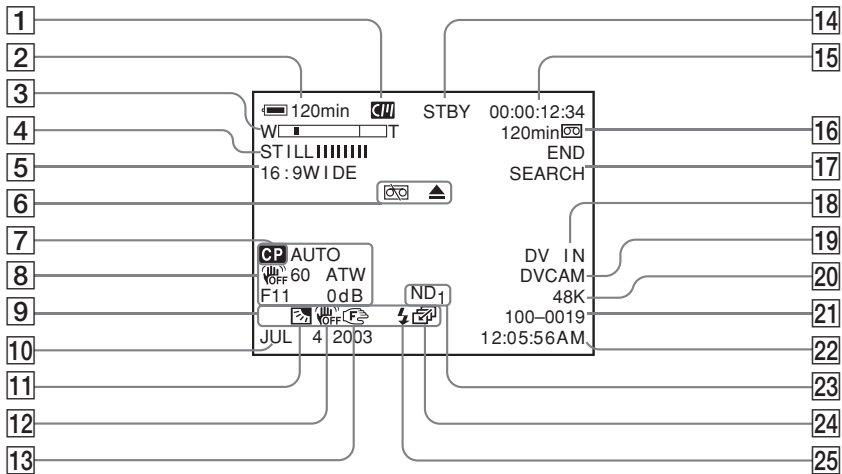 1
2
3
4
5
6
7
8
9
10
11
12
13
14
15
16
17
18
19
20
21
22
23
24
25
120min STBY 00:00:12:34
W T 120min
STILL END
16:9WIDE SEARCH
CP AUTO DV IN
OFF 60 ATW DVCAM
F11 0dB ND1 48K
OFF F 100–0019
JUL 4 2003 12:05:56AM